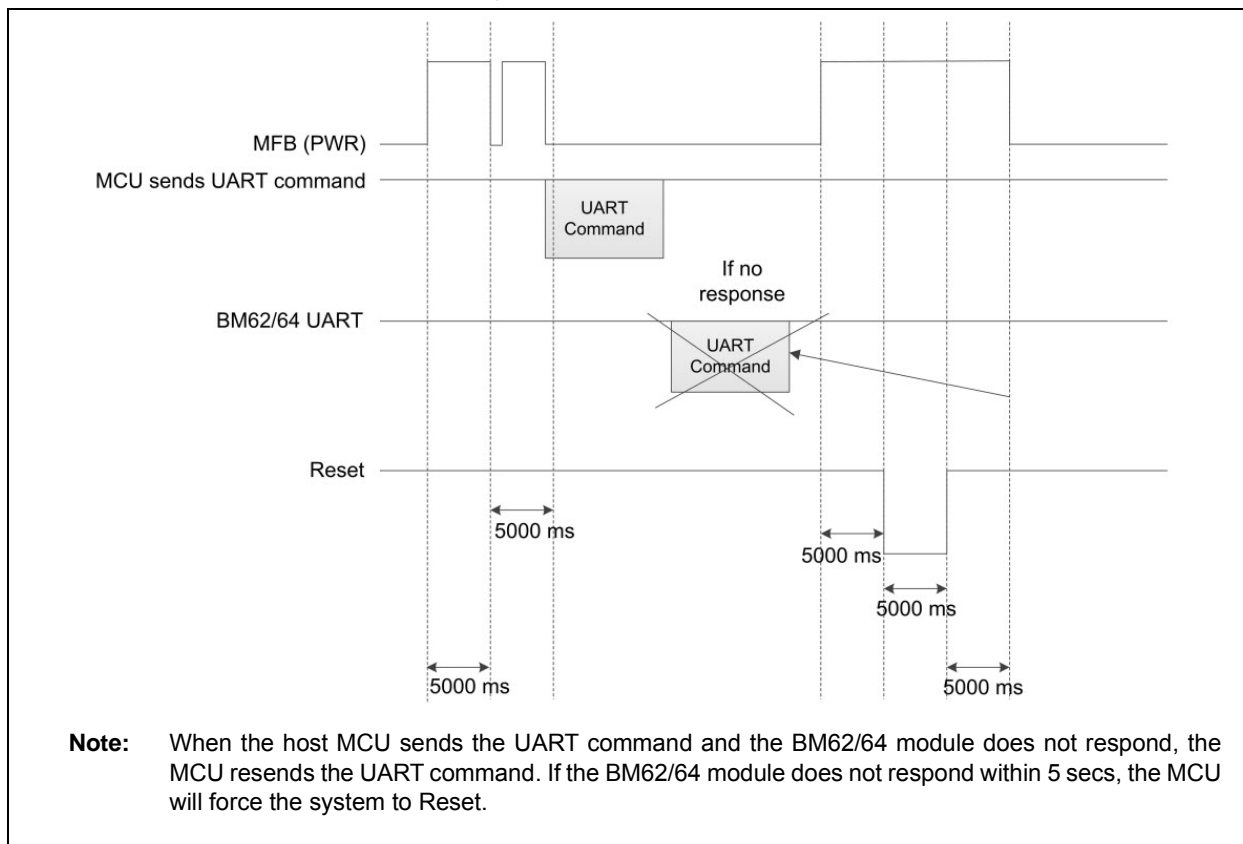 MFB (PWR)
MCU sends UART command
UART
Command
If no
response
BM62/64 UART
UART
Command
Reset
5000 ms
5000 ms
5000 ms
5000 ms
5000 ms
Note: When the host MCU sends the UART command and the BM62/64 module does not respond, the
MCU resends the UART command. If the BM62/64 module does not respond within 5 secs, the MCU
will force the system to Reset.